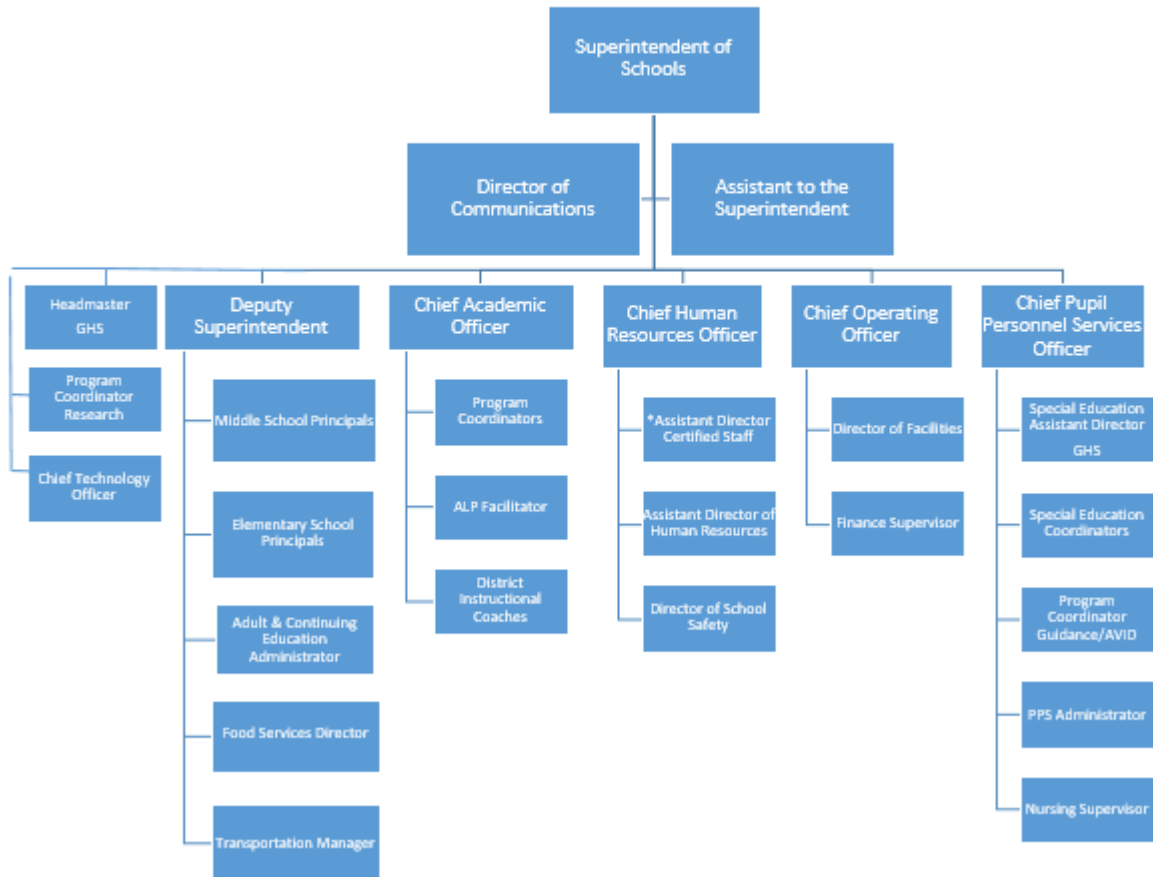 Superintendent of
Schools
Director of
Communications
Assistant to the
Superintendent
Headmaster
GHS
Program
Coordinator
Research
Chief Technology
Officer
Deputy
Superintendent
Middle School Principals
Elementary School
Principals
Adult & Continuing
Education
Administrator
Food Services Director
Transportation Manager
Chief Academic
Officer
Program
Coordinators
ALP Facilitator
District
Instructional
Coaches
Chief Human
Resources Officer
*Assistant Director
Certified Staff
Assistant Director of
Human Resources
Director of School
Safety
Chief Operating
Officer
Director of Facilities
Finance Supervisor
Chief Pupil
Personnel Services
Officer
Special Education
Assistant Director
GHS
Special Education
Coordinators
Program
Coordinator
Guidance/AVID
PPS Administrator
Nursing Supervisor